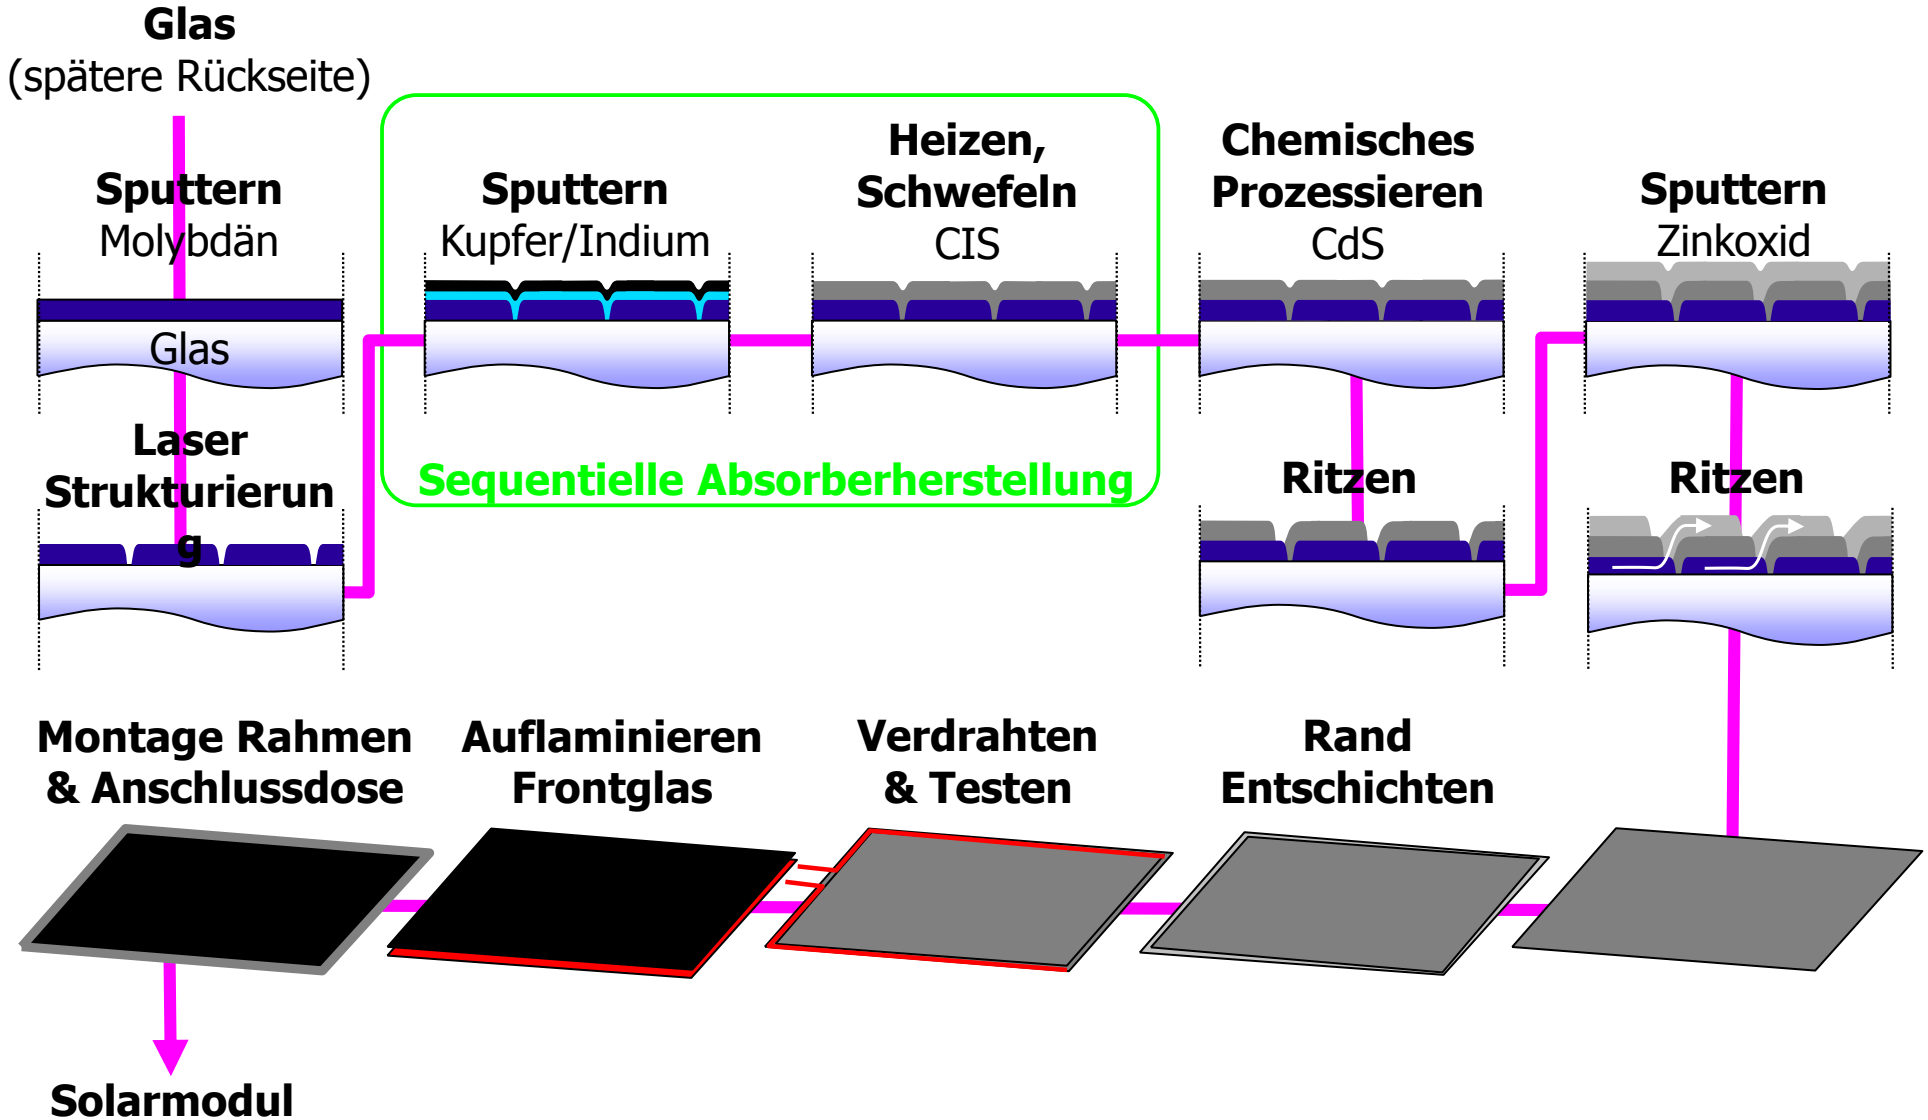 Glas
(spätere Rückseite)
Sputtern
Molybdän
Glas
Laser
Strukturierun
g
Sputtern
Kupfer/Indium
Heizen,
Schwefeln
CIS
Sequentielle Absorberherstellung
Chemisches
Prozessieren
CdS
Ritzen
Sputtern
Zinkoxid
Ritzen
Montage Rahmen
& Anschlussdose
Auflaminieren
Frontglas
Verdrahten
& Testen
Rand
Entschichten
Solarmodul